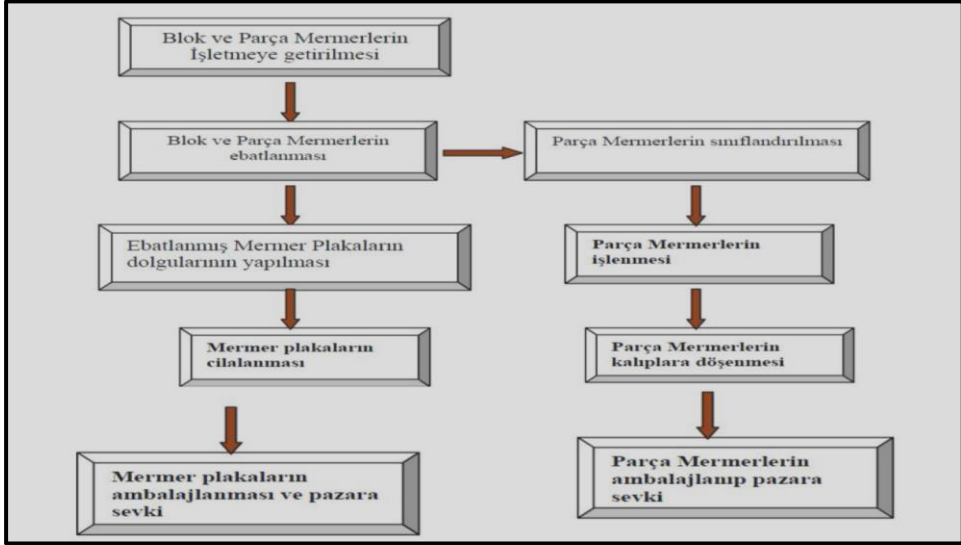 Blok ve Parça Mermerlerin
İşletmeye getirilmesi
Blok ve Parça Mermerlerin
ebatlanması
Parça Mermerlerin sınıflandırılması
Ebatlanmış Mermer Plakaların
dolgularının yapılması
Parça Mermerlerin
işlenmesi
Mermer plakaların
cilalanması
Parça Mermerlerin
kalıplara döşenmesi
Mermer plakaların
ambalajlanması ve pazara
sevki
Parça Mermerlerin
ambalajlanıp pazara
sevki